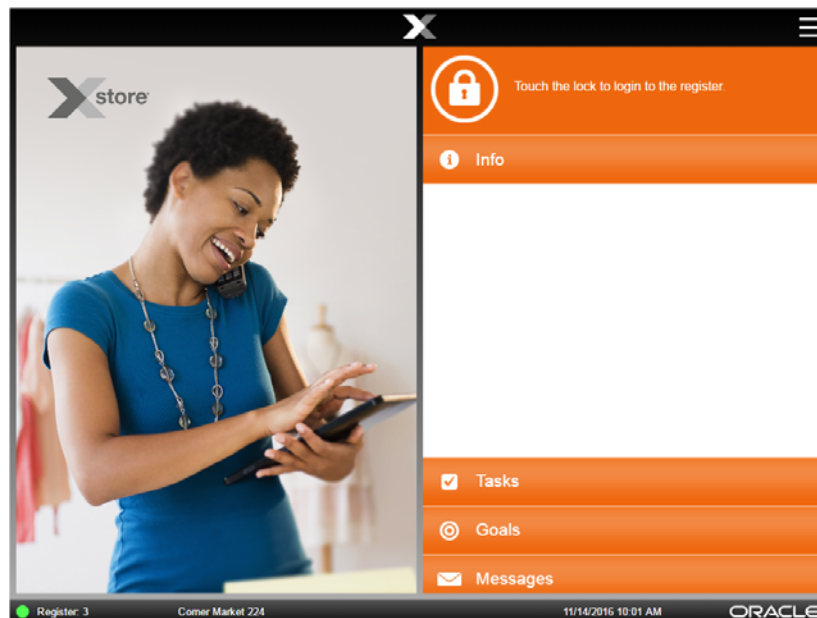 store
Touch the lock to login to the register.
Info
Tasks
Goals
Messages
Register: 3 Corner Market 224 11/14/2016 10:01 AM ORACLE